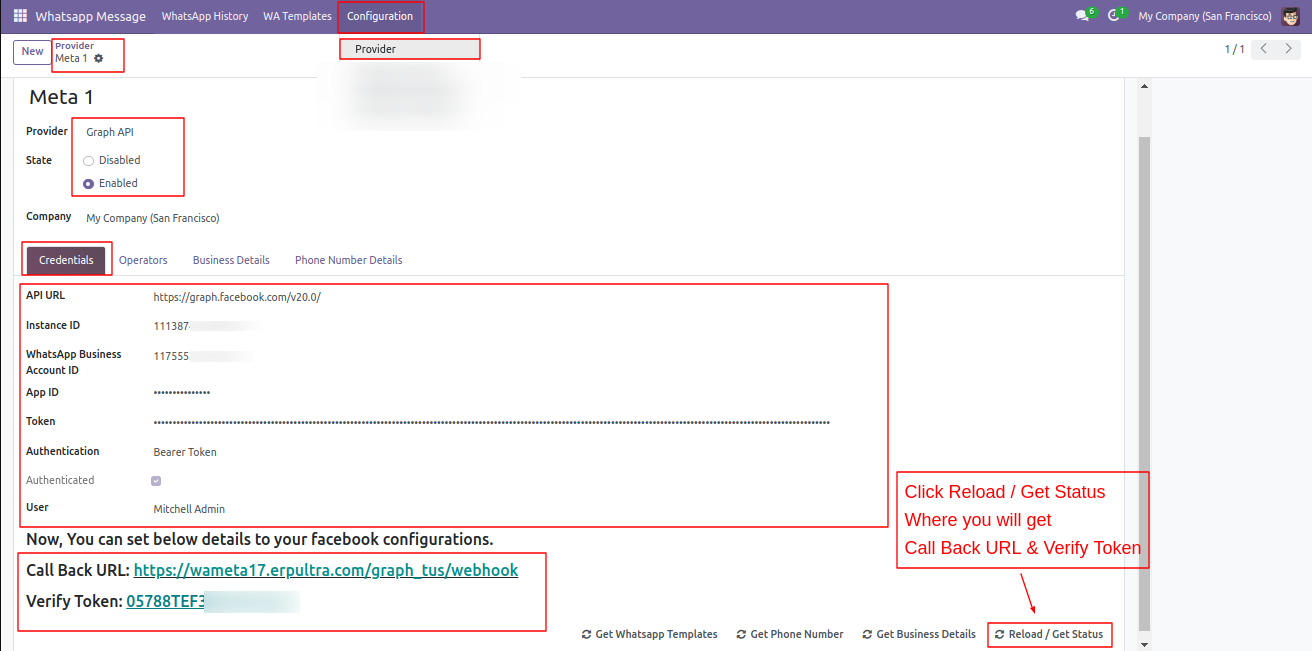 Whatsapp Message WhatsApp History WA Templates Configuration 6 1 My Company (San Francisco)
New Provider
Meta 1
Provider
1 / 1
Meta 1
Provider Graph API
State Disabled
Enabled
Company My Company (San Francisco)
Credentials Operators Business Details Phone Number Details
API URL https://graph.facebook.com/v20.0/
Instance ID 111387
WhatsApp Business Account ID 117555
App ID •••••••••••••••
Token
Authentication Bearer Token
Authenticated
User Mitchell Admin
Now, You can set below details to your facebook configurations.
Call Back URL: https://wameta17.erpultra.com/graph_tus/webhook
Verify Token: 05788TEF3
Click Reload / Get Status
Where you will get
Call Back URL & Verify Token
Get Whatsapp Templates Get Phone Number Get Business Details Reload / Get Status